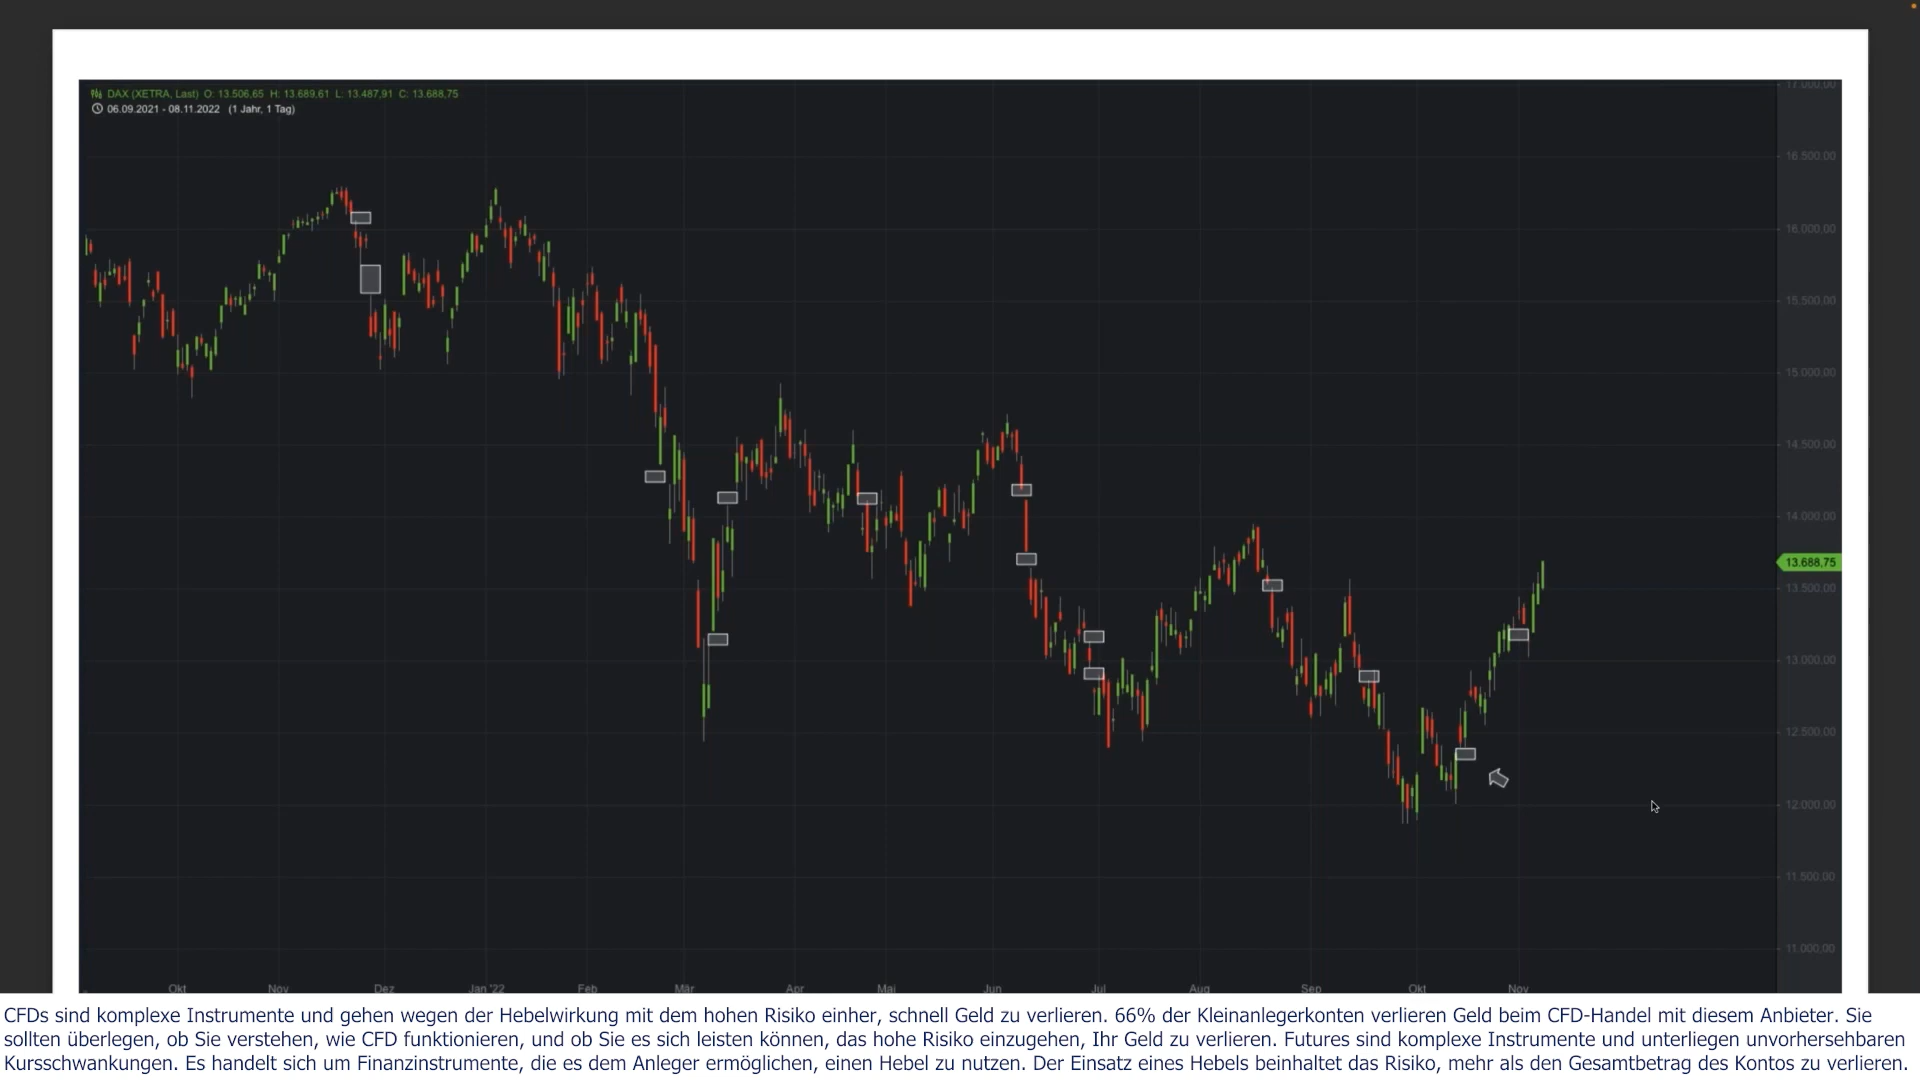 DAX (XETRA, Last) O: 13.506,65 H: 13.689,61 L: 13.487,91 C: 13.688,75
06.09.2021 - 08.11.2022 (1 Jahr, 1 Tag)
17.000,00
16.500,00
16.000,00
15.500,00
15.000,00
14.500,00
14.000,00
13.688,75
13.500,00
13.000,00
12.500,00
12.000,00
11.500,00
11.000,00
Okt Nov Dez Jan '22 Feb Mär Apr Mai Jun Jul Aug Sep Okt Nov
CFDs sind komplexe Instrumente und gehen wegen der Hebelwirkung mit dem hohen Risiko einher, schnell Geld zu verlieren. 66% der Kleinanlegerkonten verlieren Geld beim CFD-Handel mit diesem Anbieter. Sie
sollten überlegen, ob Sie verstehen, wie CFD funktionieren, und ob Sie es sich leisten können, das hohe Risiko einzugehen, Ihr Geld zu verlieren. Futures sind komplexe Instrumente und unterliegen unvorhersehbaren
Kursschwankungen. Es handelt sich um Finanzinstrumente, die es dem Anleger ermöglichen, einen Hebel zu nutzen. Der Einsatz eines Hebels beinhaltet das Risiko, mehr als den Gesamtbetrag des Kontos zu verlieren.